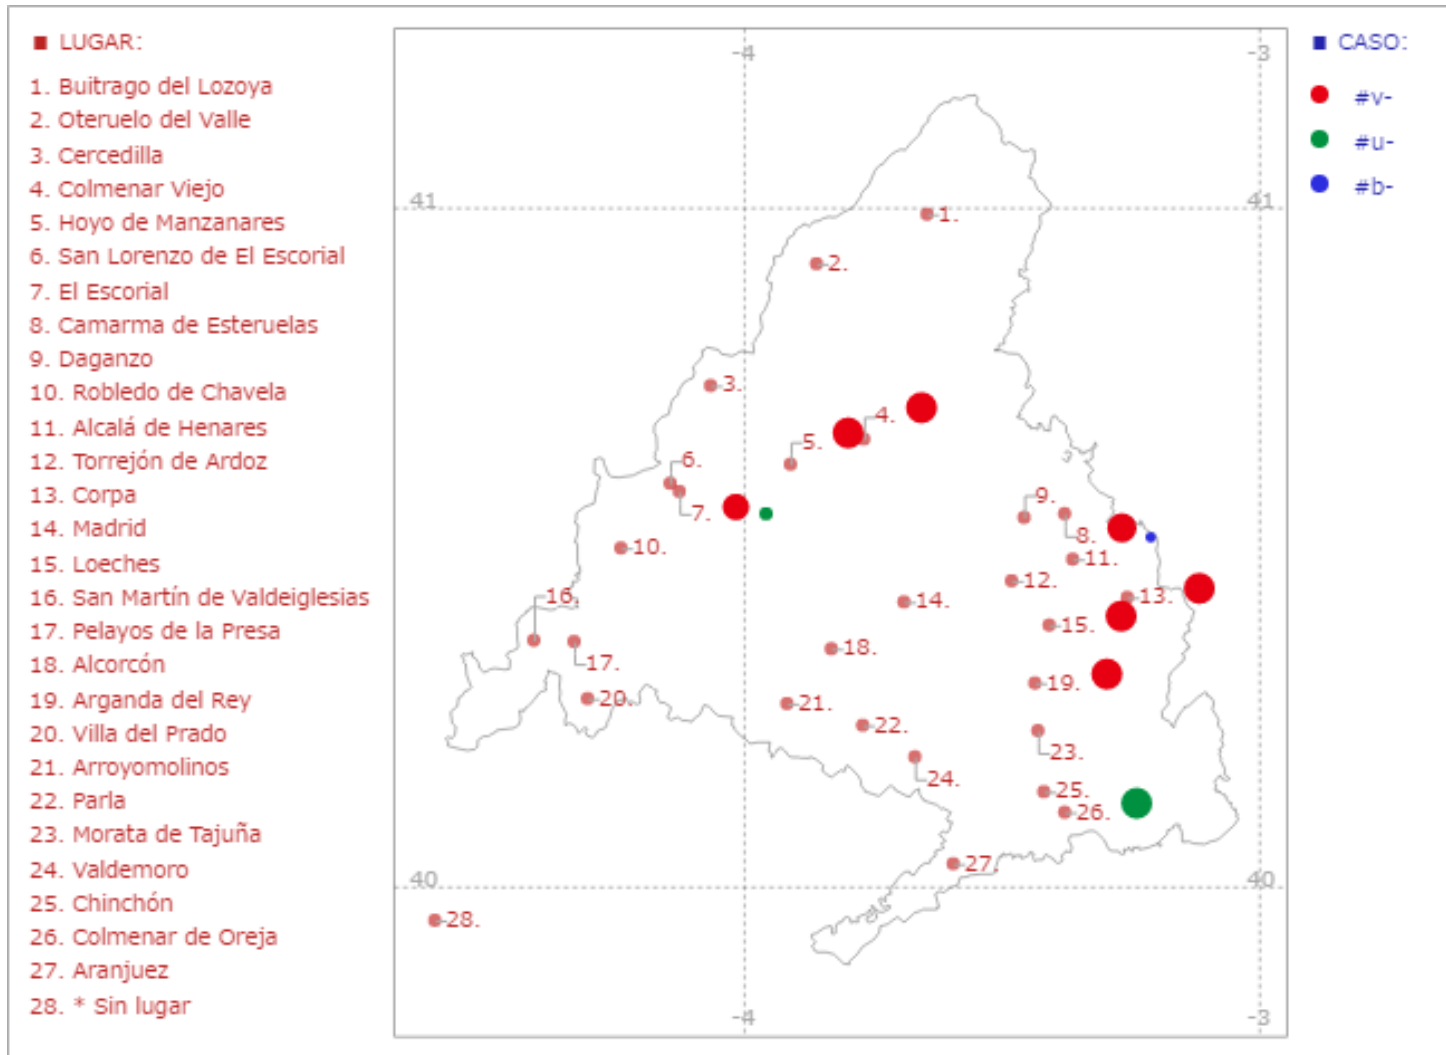 ■ LUGAR:
1. Buitrago del Lozoya
2. Oteruelo del Valle
3. Cercedilla
4. Colmenar Viejo
5. Hoyo de Manzanares
6. San Lorenzo de El Escorial
7. El Escorial
8. Camarma de Esteruelas
9. Daganzo
10. Robledo de Chavela
11. Alcalá de Henares
12. Torrejón de Ardoz
13. Corpa
14. Madrid
15. Loeches
16. San Martín de Valdeiglesias
17. Pelayos de la Presa
18. Alcorcón
19. Arganda del Rey
20. Villa del Prado
21. Arroyomolinos
22. Parla
23. Morata de Tajuña
24. Valdemoro
25. Chinchón
26. Colmenar de Oreja
27. Aranjuez
28. * Sin lugar
-4
-3
41
41
1.
2.
3.
4.
5.
6.
7.
9.
8.
10.
11.
12.
16.
13.
14.
15.
18.
17.
19.
20.
21.
22.
23.
24.
25.
26.
27.
40
40
28.
-4
-3
■ CASO:
#v-
#u-
#b-